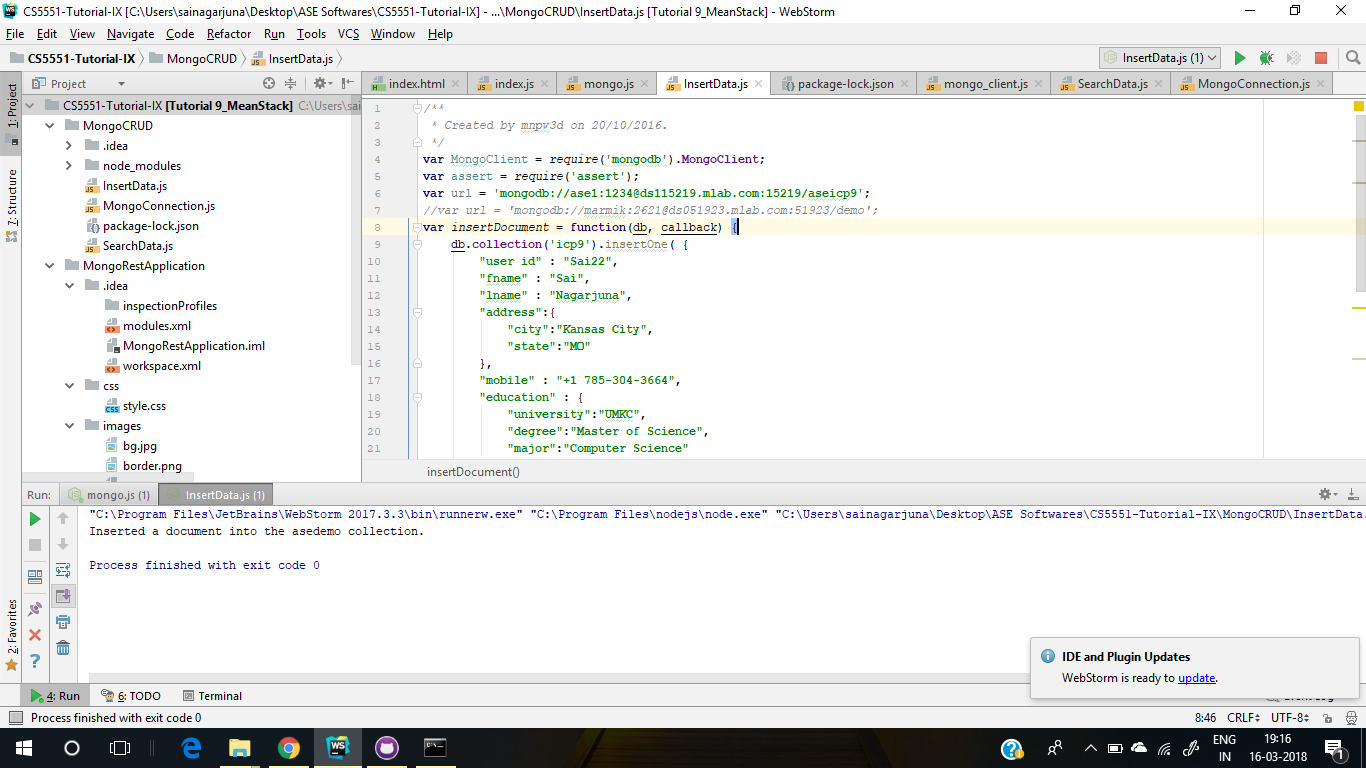 CS5551-Tutorial-IX [C:\Users\sainagarjuna\Desktop\ASE Softwares\CS5551-Tutorial-IX] - ...\MongoCRUD\InsertData.js [Tutorial 9_MeanStack] - WebStorm
File Edit View Navigate Code Refactor Run Tools VCS Window Help
CS5551-Tutorial-IX MongoCRUD InsertData.js InsertData.js (1)
1: Project
7: Structure
2: Favorites
Project
CS5551-Tutorial-IX [Tutorial 9_MeanStack] C:\Users\sai
MongoCRUD
.idea
node_modules
InsertData.js
MongoConnection.js
package-lock.json
SearchData.js
MongoRestApplication
.idea
inspectionProfiles
modules.xml
MongoRestApplication.iml
workspace.xml
css
style.css
images
bg.jpg
border.png
index.html index.js mongo.js InsertData.js package-lock.json mongo_client.js SearchData.js MongoConnection.js
1 /**
2 * Created by mnpv3d on 20/10/2016.
3 */
4 var MongoClient = require('mongodb').MongoClient;
5 var assert = require('assert');
6 var url = 'mongodb://ase1:1234@ds115219.mlab.com:15219/aseicp9';
7 //var url = 'mongodb://marmik:2621@ds051923.mlab.com:51923/demo';
8 var insertDocument = function(db, callback) {
9 db.collection('icp9').insertOne( {
10 "user id" : "Sai22",
11 "fname" : "Sai",
12 "lname" : "Nagarjuna",
13 "address":{
14 "city":"Kansas City",
15 "state":"MO"
16 },
17 "mobile" : "+1 785-304-3664",
18 "education" : {
19 "university":"UMKC",
20 "degree":"Master of Science",
21 "major":"Computer Science"
insertDocument()
Run: mongo.js (1) InsertData.js (1)
"C:\Program Files\JetBrains\WebStorm 2017.3.3\bin\runnerw.exe" "C:\Program Files\nodejs\node.exe" "C:\Users\sainagarjuna\Desktop\ASE Softwares\CS5551-Tutorial-IX\MongoCRUD\InsertData.
Inserted a document into the asedemo collection.
Process finished with exit code 0
IDE and Plugin Updates
WebStorm is ready to update.
4: Run 6: TODO Terminal
Process finished with exit code 0 8:46 CRLF UTF-8
ENG
IN
19:16
16-03-2018
1